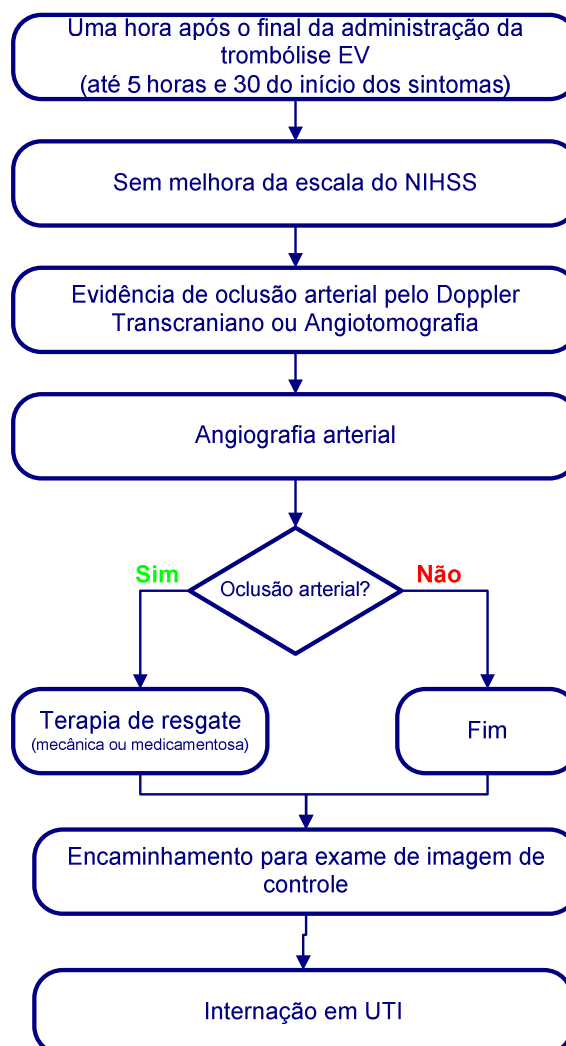 Uma hora após o final da administração da
trombólise EV
(até 5 horas e 30 do início dos sintomas)
Sem melhora da escala do NIHSS
Evidência de oclusão arterial pelo Doppler
Transcraniano ou Angiotomografia
Angiografia arterial
Sim
Oclusão arterial?
Não
Terapia de resgate
(mecânica ou medicamentosa)
Fim
Encaminhamento para exame de imagem de
controle
Internação em UTI